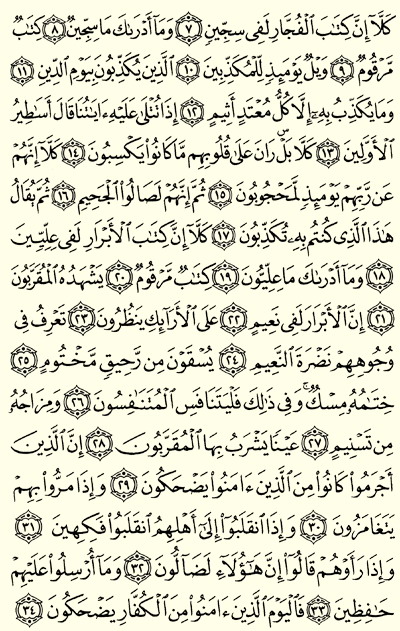 كَلَّآ إِنَّ كِتَٰبَ ٱلْفُجَّارِ لَفِى سِجِّينٍ ٧ وَمَآ أَدْرَىٰكَ مَا سِجِّينٌ ٨ كِتَٰبٌ
مَّرْقُومٌ ٩ وَيْلٌ يَوْمَئِذٍ لِّلْمُكَذِّبِينَ ١٠ ٱلَّذِينَ يُكَذِّبُونَ بِيَوْمِ ٱلدِّينِ ١١
وَمَا يُكَذِّبُ بِهِۦٓ إِلَّا كُلُّ مُعْتَدٍ أَثِيمٍ ١٢ إِذَا تُتْلَىٰ عَلَيْهِ ءَايَٰتُنَا قَالَ أَسَٰطِيرُ
ٱلْأَوَّلِينَ ١٣ كَلَّا بَلْ رَانَ عَلَىٰ قُلُوبِهِم مَّا كَانُوا۟ يَكْسِبُونَ ١٤ كَلَّآ إِنَّهُمْ
عَن رَّبِّهِمْ يَوْمَئِذٍ لَّمَحْجُوبُونَ ١٥ ثُمَّ إِنَّهُمْ لَصَالُوا۟ ٱلْجَحِيمِ ١٦ ثُمَّ يُقَالُ
هَٰذَا ٱلَّذِى كُنتُم بِهِۦ تُكَذِّبُونَ ١٧ كَلَّآ إِنَّ كِتَٰبَ ٱلْأَبْرَارِ لَفِى عِلِّيِّينَ
١٨ وَمَآ أَدْرَىٰكَ مَا عِلِّيُّونَ ١٩ كِتَٰبٌ مَّرْقُومٌ ٢٠ يَشْهَدُهُ ٱلْمُقَرَّبُونَ
٢١ إِنَّ ٱلْأَبْرَارَ لَفِى نَعِيمٍ ٢٢ عَلَى ٱلْأَرَآئِكِ يَنظُرُونَ ٢٣ تَعْرِفُ فِى
وُجُوهِهِمْ نَضْرَةَ ٱلنَّعِيمِ ٢٤ يُسْقَوْنَ مِن رَّحِيقٍ مَّخْتُومٍ ٢٥
خِتَٰمُهُۥ مِسْكٌ ۚ وَفِى ذَٰلِكَ فَلْيَتَنَافَسِ ٱلْمُتَنَٰفِسُونَ ٢٦ وَمِزَاجُهُۥ
مِن تَسْنِيمٍ ٢٧ عَيْنًا يَشْرَبُ بِهَا ٱلْمُقَرَّبُونَ ٢٨ إِنَّ ٱلَّذِينَ
أَجْرَمُوا۟ كَانُوا۟ مِنَ ٱلَّذِينَ ءَامَنُوا۟ يَضْحَكُونَ ٢٩ وَإِذَا مَرُّوا۟ بِهِمْ
يَتَغَامَزُونَ ٣٠ وَإِذَا ٱنقَلَبُوٓا۟ إِلَىٰٓ أَهْلِهِمُ ٱنقَلَبُوا۟ فَكِهِينَ ٣١
وَإِذَا رَأَوْهُمْ قَالُوٓا۟ إِنَّ هَٰٓؤُلَآءِ لَضَآلُّونَ ٣٢ وَمَآ أُرْسِلُوا۟ عَلَيْهِمْ
حَٰفِظِينَ ٣٣ فَٱلْيَوْمَ ٱلَّذِينَ ءَامَنُوا۟ مِنَ ٱلْكُفَّارِ يَضْحَكُونَ ٣٤